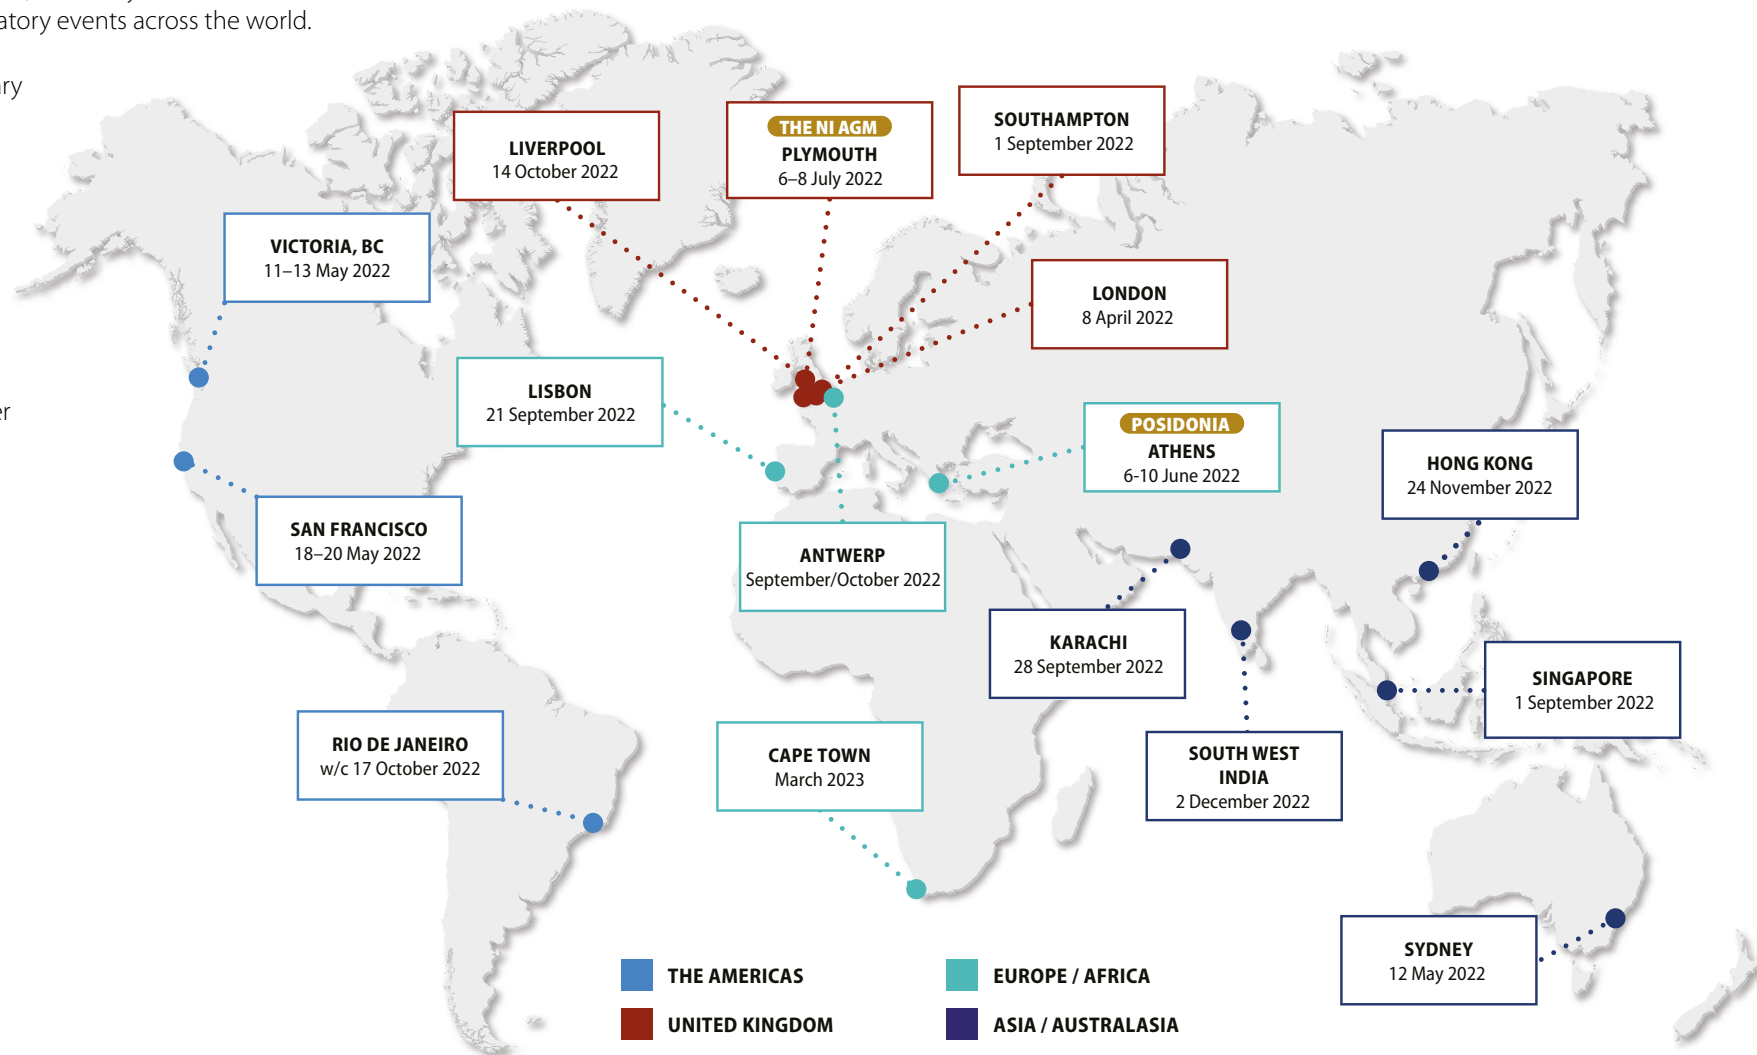 atory events across the world.
ary
er
LIVERPOOL
14 October 2022
THE NI AGM
PLYMOUTH
6–8 July 2022
SOUTHAMPTON
1 September 2022
VICTORIA, BC
11–13 May 2022
LONDON
8 April 2022
LISBON
21 September 2022
POSIDONIA
ATHENS
6-10 June 2022
HONG KONG
24 November 2022
SAN FRANCISCO
18–20 May 2022
ANTWERP
September/October 2022
KARACHI
28 September 2022
SINGAPORE
1 September 2022
RIO DE JANEIRO
w/c 17 October 2022
CAPE TOWN
March 2023
SOUTH WEST
INDIA
2 December 2022
SYDNEY
12 May 2022
THE AMERICAS
EUROPE / AFRICA
UNITED KINGDOM
ASIA / AUSTRALASIA